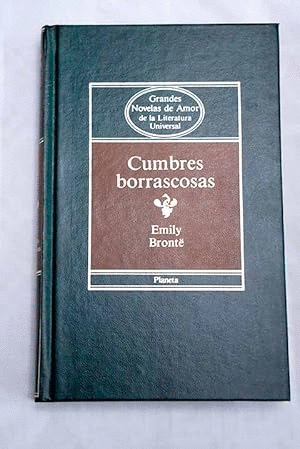 Grandes
Novelas de Amor
de la Literatura
Universal
Cumbres
borrascosas
Emily
Brontë
Planeta